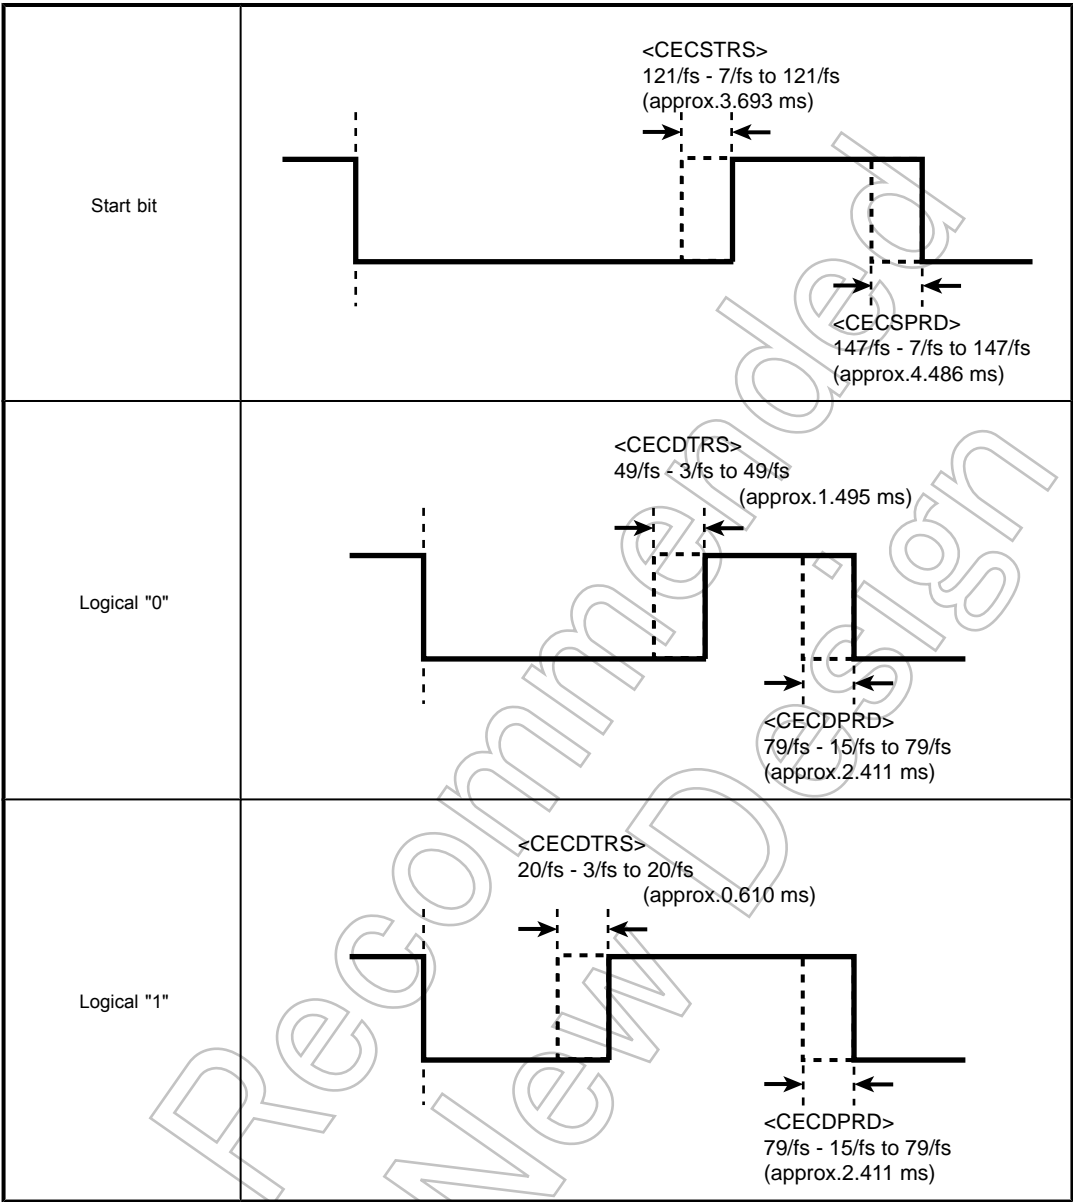 Start bit
<CECSTRS>
121/fs - 7/fs to 121/fs
(approx.3.693 ms)
<CECSPRD>
147/fs - 7/fs to 147/fs
(approx.4.486 ms)
Logical "0"
<CECDTRS>
49/fs - 3/fs to 49/fs
(approx.1.495 ms)
<CECDPRD>
79/fs - 15/fs to 79/fs
(approx.2.411 ms)
Logical "1"
<CECDTRS>
20/fs - 3/fs to 20/fs
(approx.0.610 ms)
<CECDPRD>
79/fs - 15/fs to 79/fs
(approx.2.411 ms)
Recommended
New Design